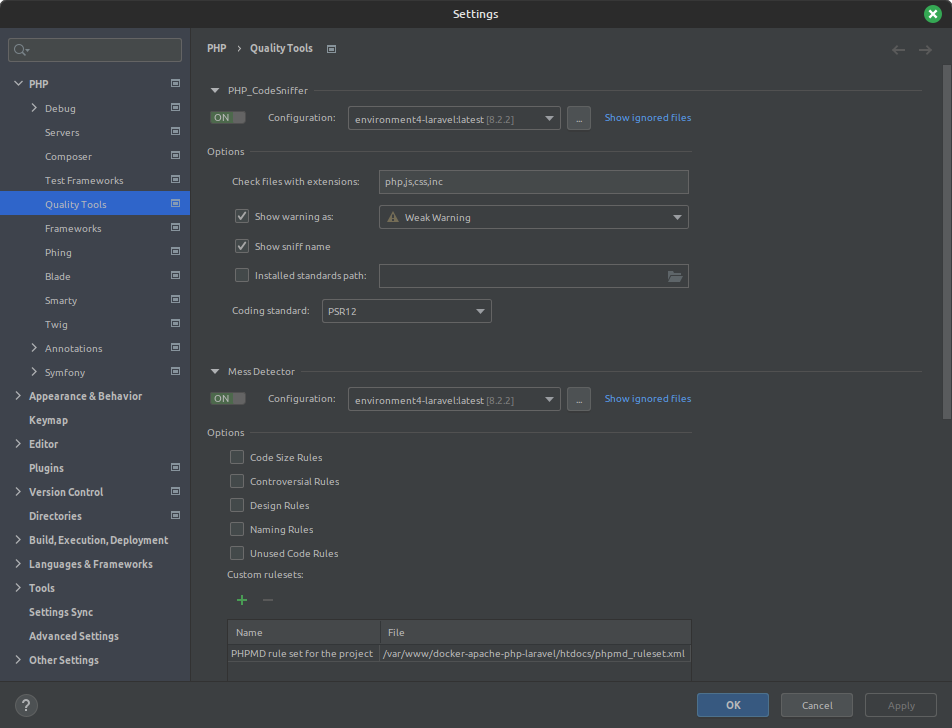 Settings
PHP › Quality Tools
PHP
Debug
Servers
Composer
Test Frameworks
Quality Tools
Frameworks
Phing
Blade
Smarty
Twig
Annotations
Symfony
Appearance & Behavior
Keymap
Editor
Plugins
Version Control
Directories
Build, Execution, Deployment
Languages & Frameworks
Tools
Settings Sync
Advanced Settings
Other Settings
PHP_CodeSniffer
ON Configuration: environment4-laravel:latest [8.2.2] ... Show ignored files
Options
Check files with extensions: php,js,css,inc
Show warning as: Weak Warning
Show sniff name
Installed standards path:
Coding standard: PSR12
Mess Detector
ON Configuration: environment4-laravel:latest [8.2.2] ... Show ignored files
Options
Code Size Rules
Controversial Rules
Design Rules
Naming Rules
Unused Code Rules
Custom rulesets:
Name File
PHPMD rule set for the project /var/www/docker-apache-php-laravel/htdocs/phpmd_ruleset.xml
? OK Cancel Apply